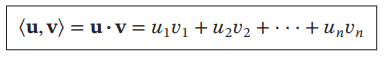 ⟨u, v⟩ = u · v = u₁v₁ + u₂v₂ + · · · + uₙvₙ